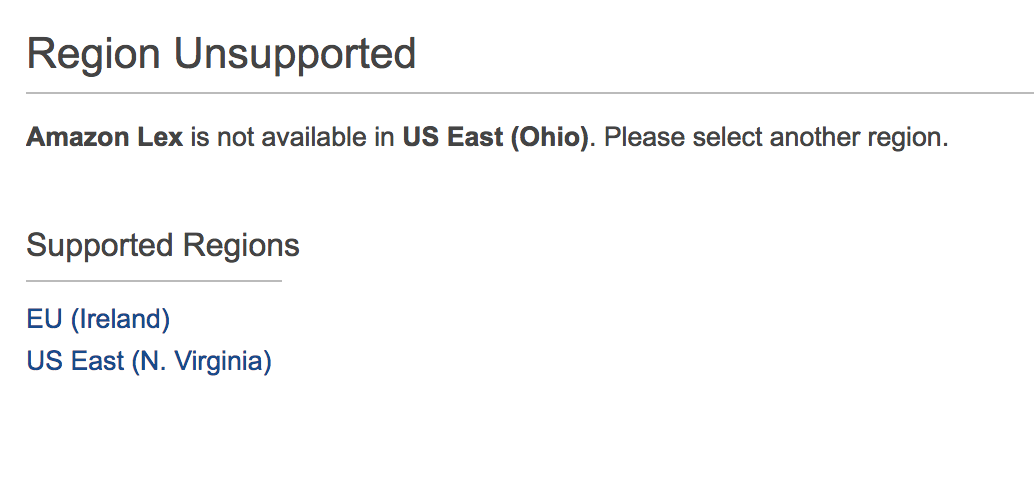 Region Unsupported
Amazon Lex is not available in US East (Ohio). Please select another region.
Supported Regions
EU (Ireland)
US East (N. Virginia)